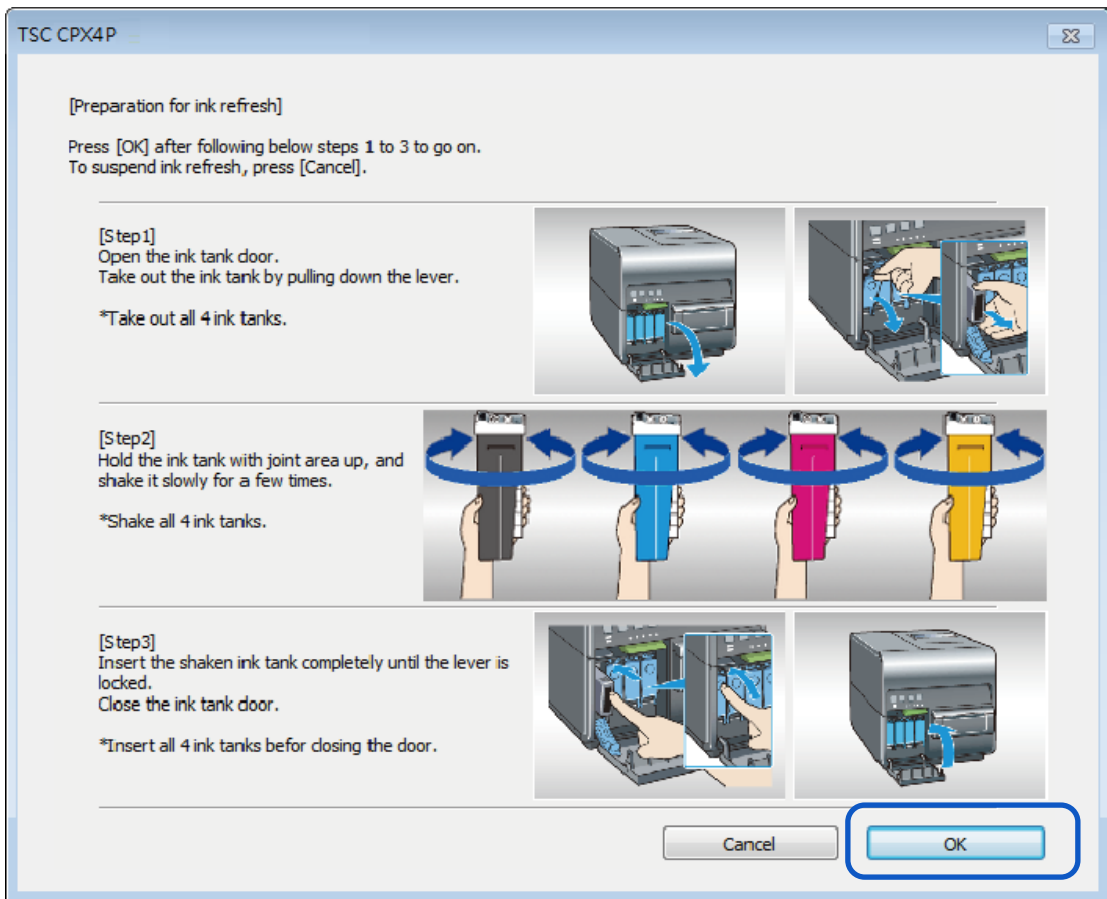 TSC CPX4P
[Preparation for ink refresh]
Press [OK] after following below steps 1 to 3 to go on.
To suspend ink refresh, press [Cancel].
[Step1]
Open the ink tank door.
Take out the ink tank by pulling down the lever.
*Take out all 4 ink tanks.
[Step2]
Hold the ink tank with joint area up, and
shake it slowly for a few times.
*Shake all 4 ink tanks.
[Step3]
Insert the shaken ink tank completely until the lever is
locked.
Close the ink tank door.
*Insert all 4 ink tanks befor closing the door.
Cancel
OK